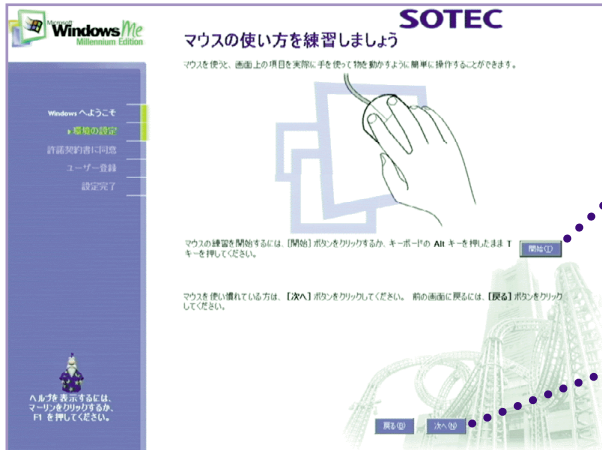 Microsoft
Windows Me
Millennium Edition
SOTEC
マウスの使い方を練習しましょう
マウスを使うと、画面上の項目を実際に手を使って物を動かすように簡単に操作することができます。
Windows へようこそ
環境の設定
許諾契約書に同意
ユーザー登録
設定完了
マウスの練習を開始するには、[開始] ボタンをクリックするか、キーボードの Alt キーを押したまま T
キーを押してください。
開始(T)
マウスを使い慣れている方は、[次へ] ボタンをクリックしてください。 前の画面に戻るには、[戻る] ボタンをクリック
してください。
ヘルプを表示するには、
マーリンをクリックするか、
F1 を押してください。
戻る(B)
次へ(N)